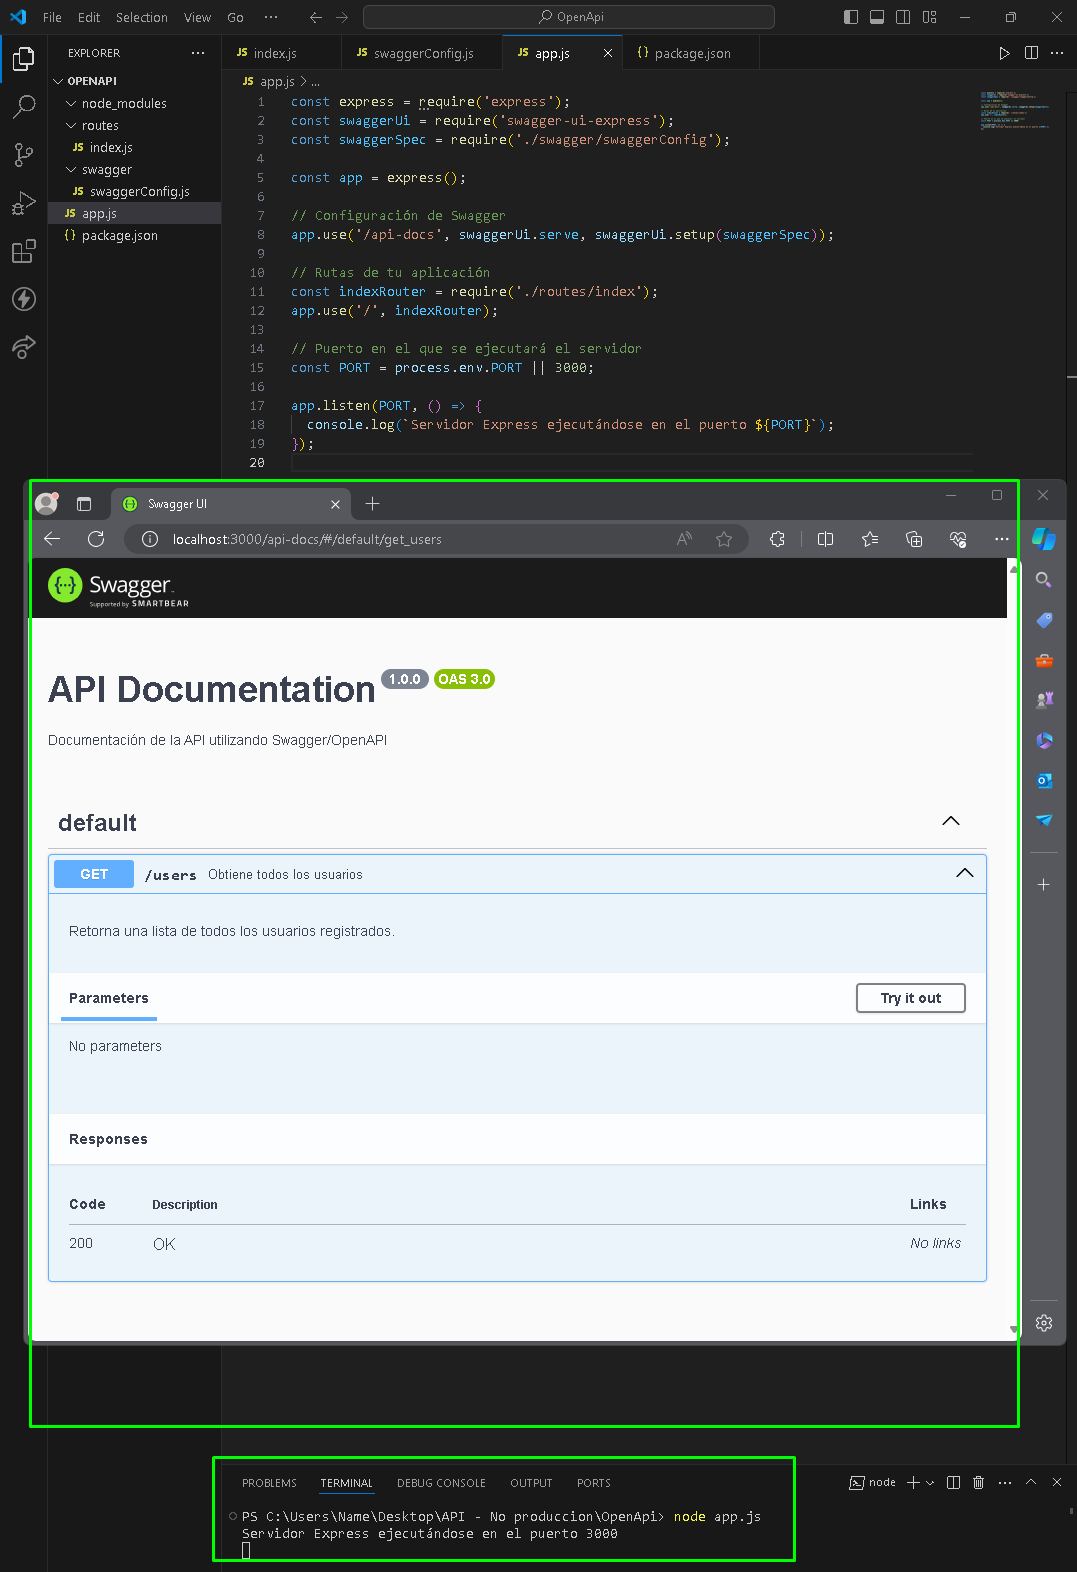 File Edit Selection View Go ··· OpenApi
EXPLORER ···
OPENAPI
node_modules
routes
JS index.js
swagger
JS swaggerConfig.js
JS app.js
{} package.json
JS index.js
JS swaggerConfig.js
JS app.js
{} package.json
JS app.js > ...
1 const express = require('express');
2 const swaggerUi = require('swagger-ui-express');
3 const swaggerSpec = require('./swagger/swaggerConfig');
4
5 const app = express();
6
7 // Configuración de Swagger
8 app.use('/api-docs', swaggerUi.serve, swaggerUi.setup(swaggerSpec));
9
10 // Rutas de tu aplicación
11 const indexRouter = require('./routes/index');
12 app.use('/', indexRouter);
13
14 // Puerto en el que se ejecutará el servidor
15 const PORT = process.env.PORT || 3000;
16
17 app.listen(PORT, () => {
18 console.log(`Servidor Express ejecutándose en el puerto ${PORT}`);
19 });
20
Swagger UI
localhost:3000/api-docs/#/default/get_users
{··} Swagger
Supported by SMARTBEAR
API Documentation 1.0.0 OAS 3.0
Documentación de la API utilizando Swagger/OpenAPI
default
GET /users Obtiene todos los usuarios
Retorna una lista de todos los usuarios registrados.
Parameters Try it out
No parameters
Responses
Code Description Links
200 OK No links
PROBLEMS TERMINAL DEBUG CONSOLE OUTPUT PORTS node
PS C:\Users\Name\Desktop\API - No produccion\OpenApi> node app.js
Servidor Express ejecutándose en el puerto 3000